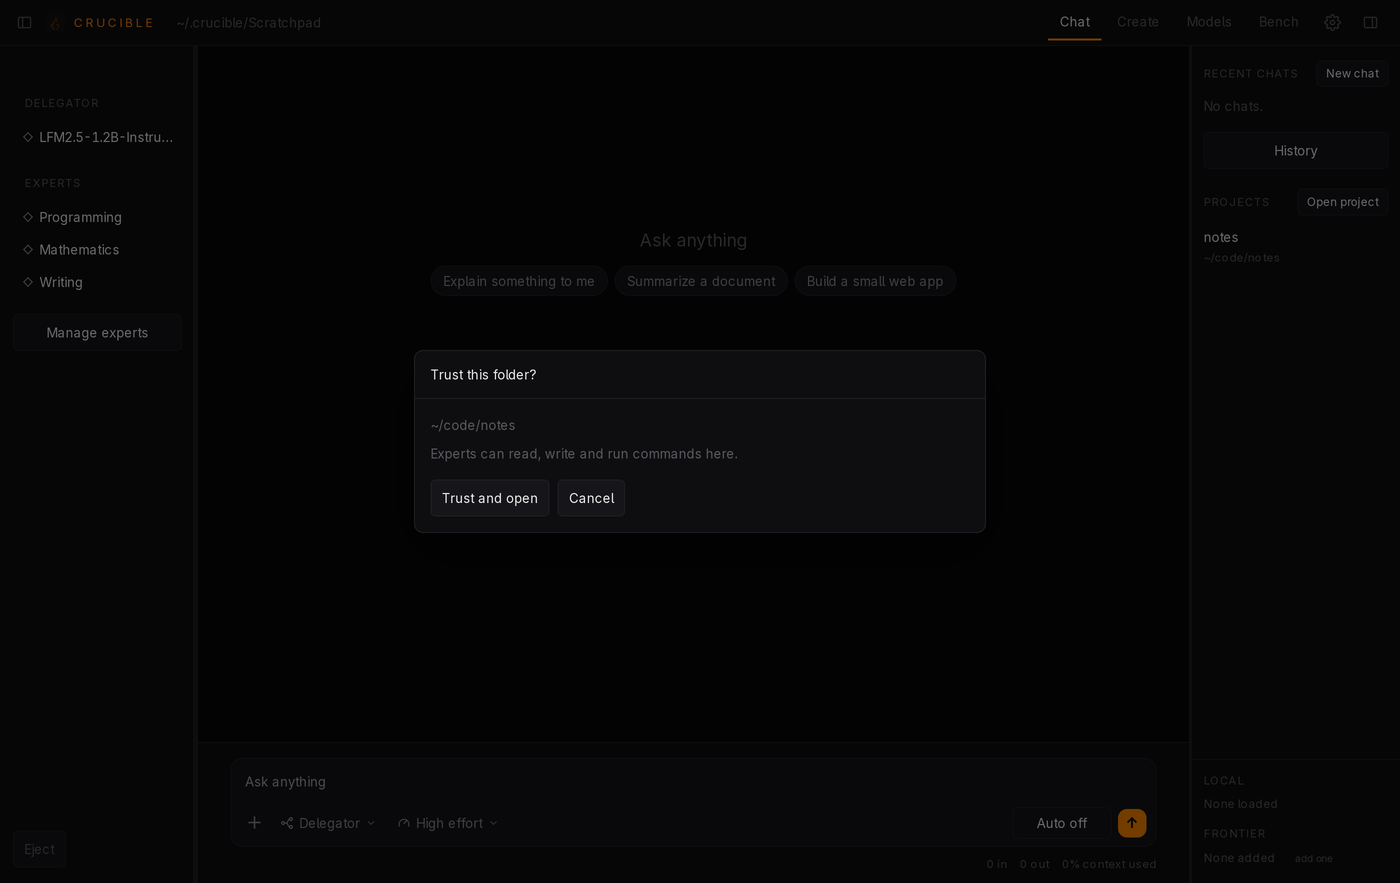 CRUCIBLE
~/.crucible/Scratchpad
Chat
Create
Models
Bench
DELEGATOR
LFM2.5-1.2B-Instru...
EXPERTS
Programming
Mathematics
Writing
Manage experts
Eject
Ask anything
Explain something to me
Summarize a document
Build a small web app
Trust this folder?
~/code/notes
Experts can read, write and run commands here.
Trust and open
Cancel
Ask anything
Delegator
High effort
Auto off
0 in
0 out
0% context used
RECENT CHATS
New chat
No chats.
History
PROJECTS
Open project
notes
~/code/notes
LOCAL
None loaded
FRONTIER
None added
add one